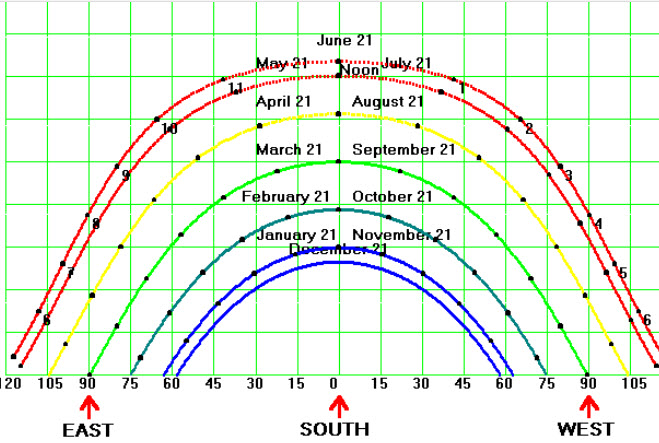 June 21
May 21 July 21
Noon
11 1
April 21 August 21
10 2
March 21 September 21
9 3
February 21 October 21
8 4
January 21 November 21
December 21
7 5
6 6
120 105 90 75 60 45 30 15 0 15 30 45 60 75 90 105
EAST SOUTH WEST